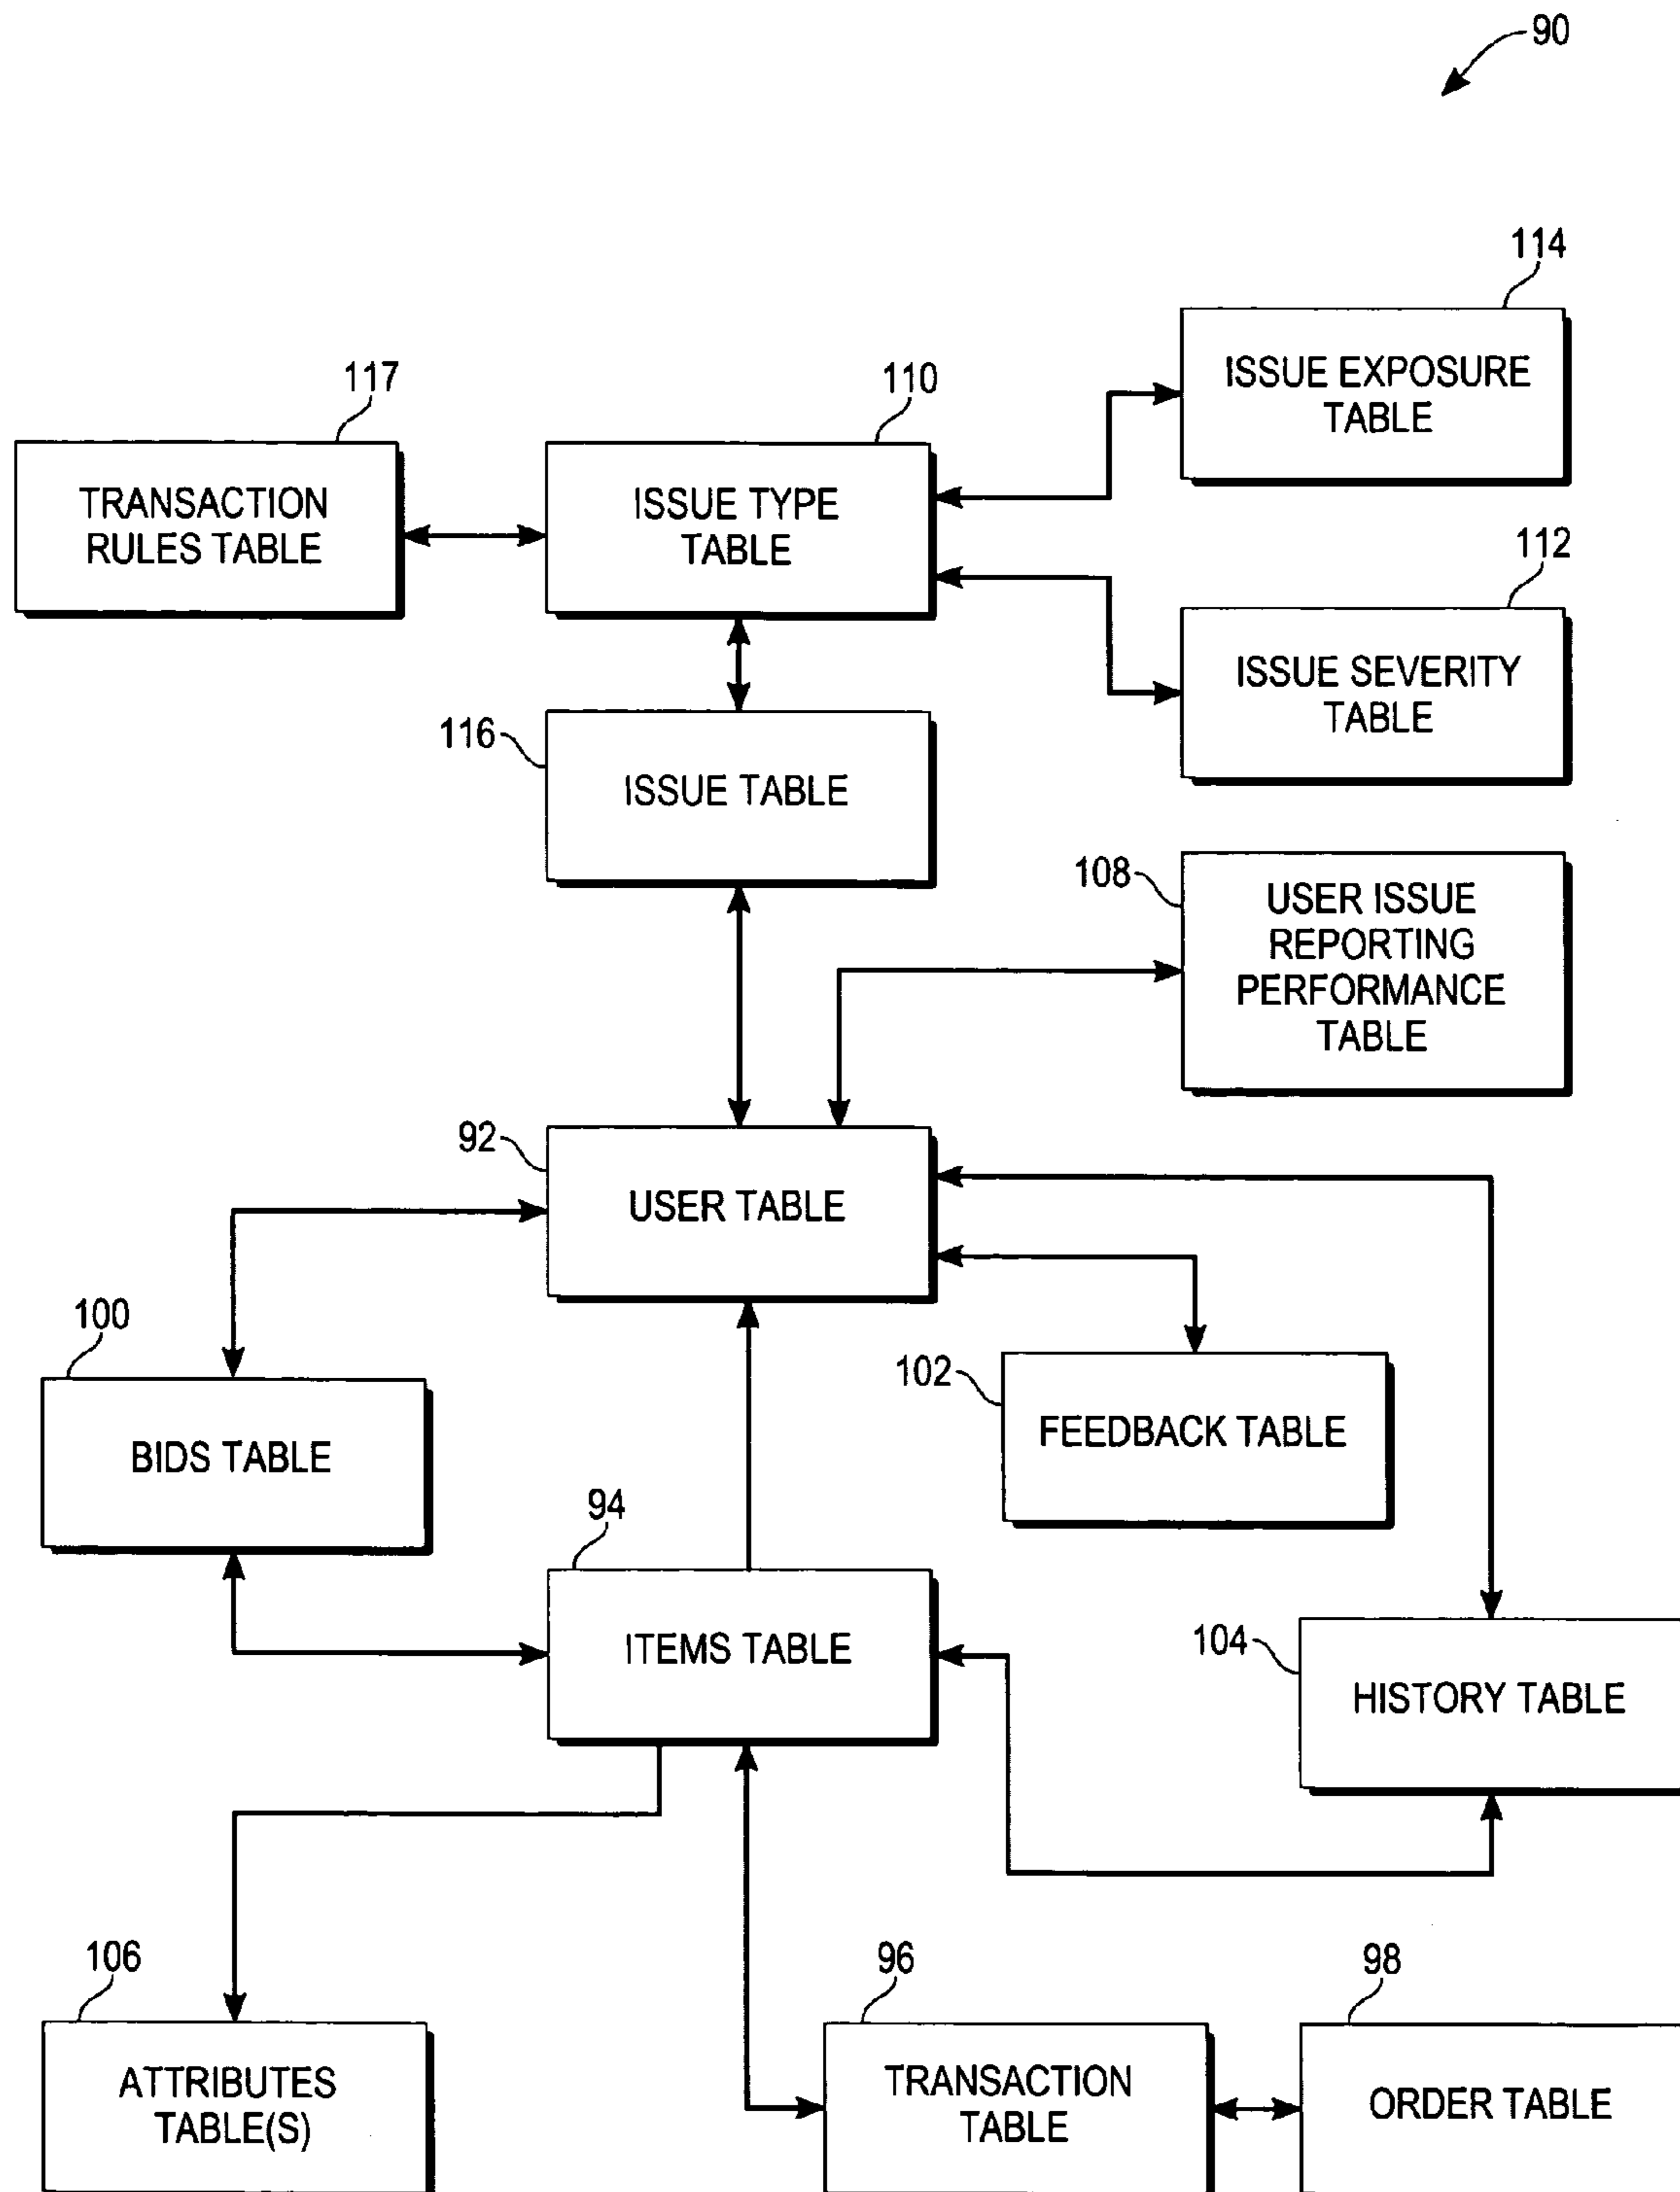 90
114
ISSUE EXPOSURE
TABLE
117
TRANSACTION
RULES TABLE
110
ISSUE TYPE
TABLE
112
ISSUE SEVERITY
TABLE
116
ISSUE TABLE
108
USER ISSUE
REPORTING
PERFORMANCE
TABLE
92
USER TABLE
100
BIDS TABLE
102
FEEDBACK TABLE
94
ITEMS TABLE
104
HISTORY TABLE
106
ATTRIBUTES
TABLE(S)
96
TRANSACTION
TABLE
98
ORDER TABLE